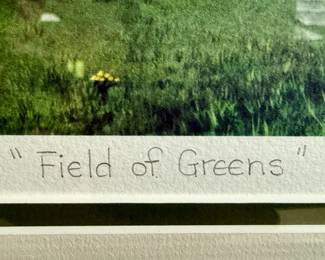 "Field of Greens"